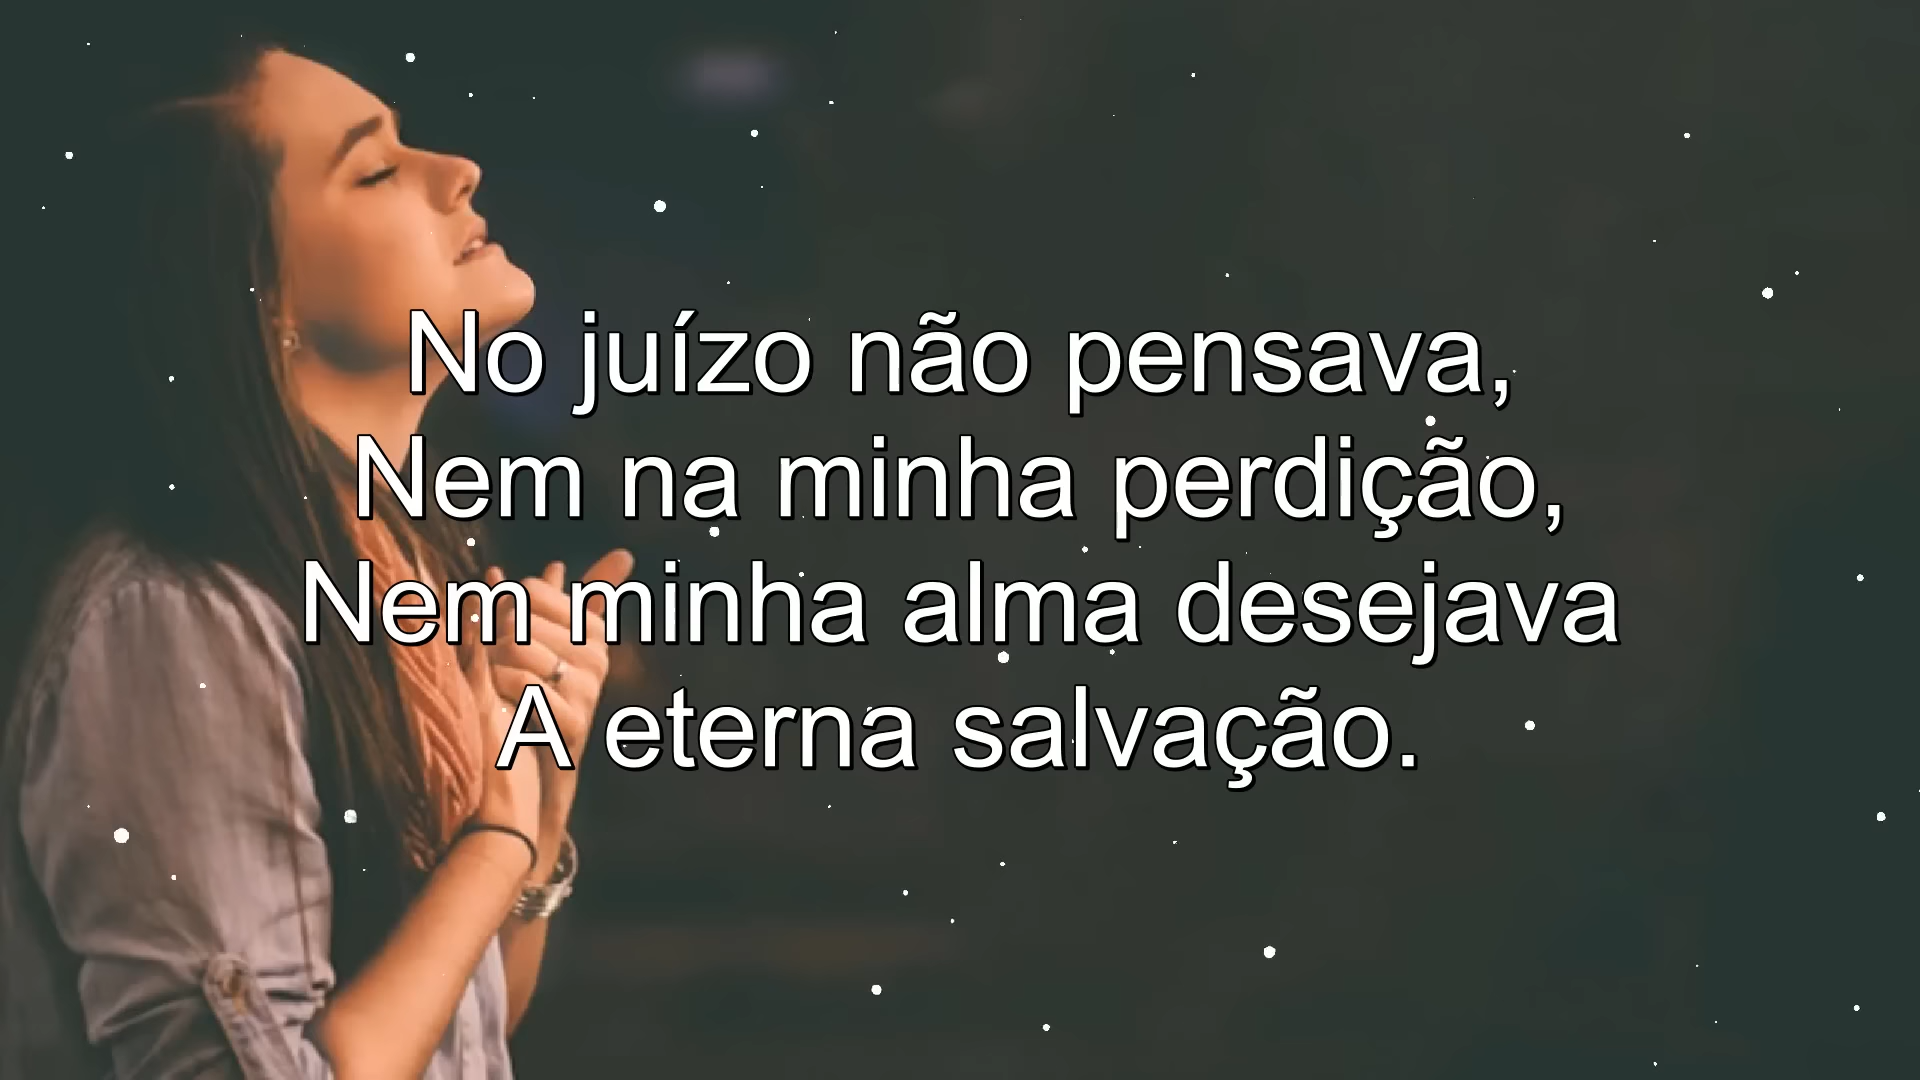 No juízo não pensava,
Nem na minha perdição,
Nem minha alma desejava
A eterna salvação.